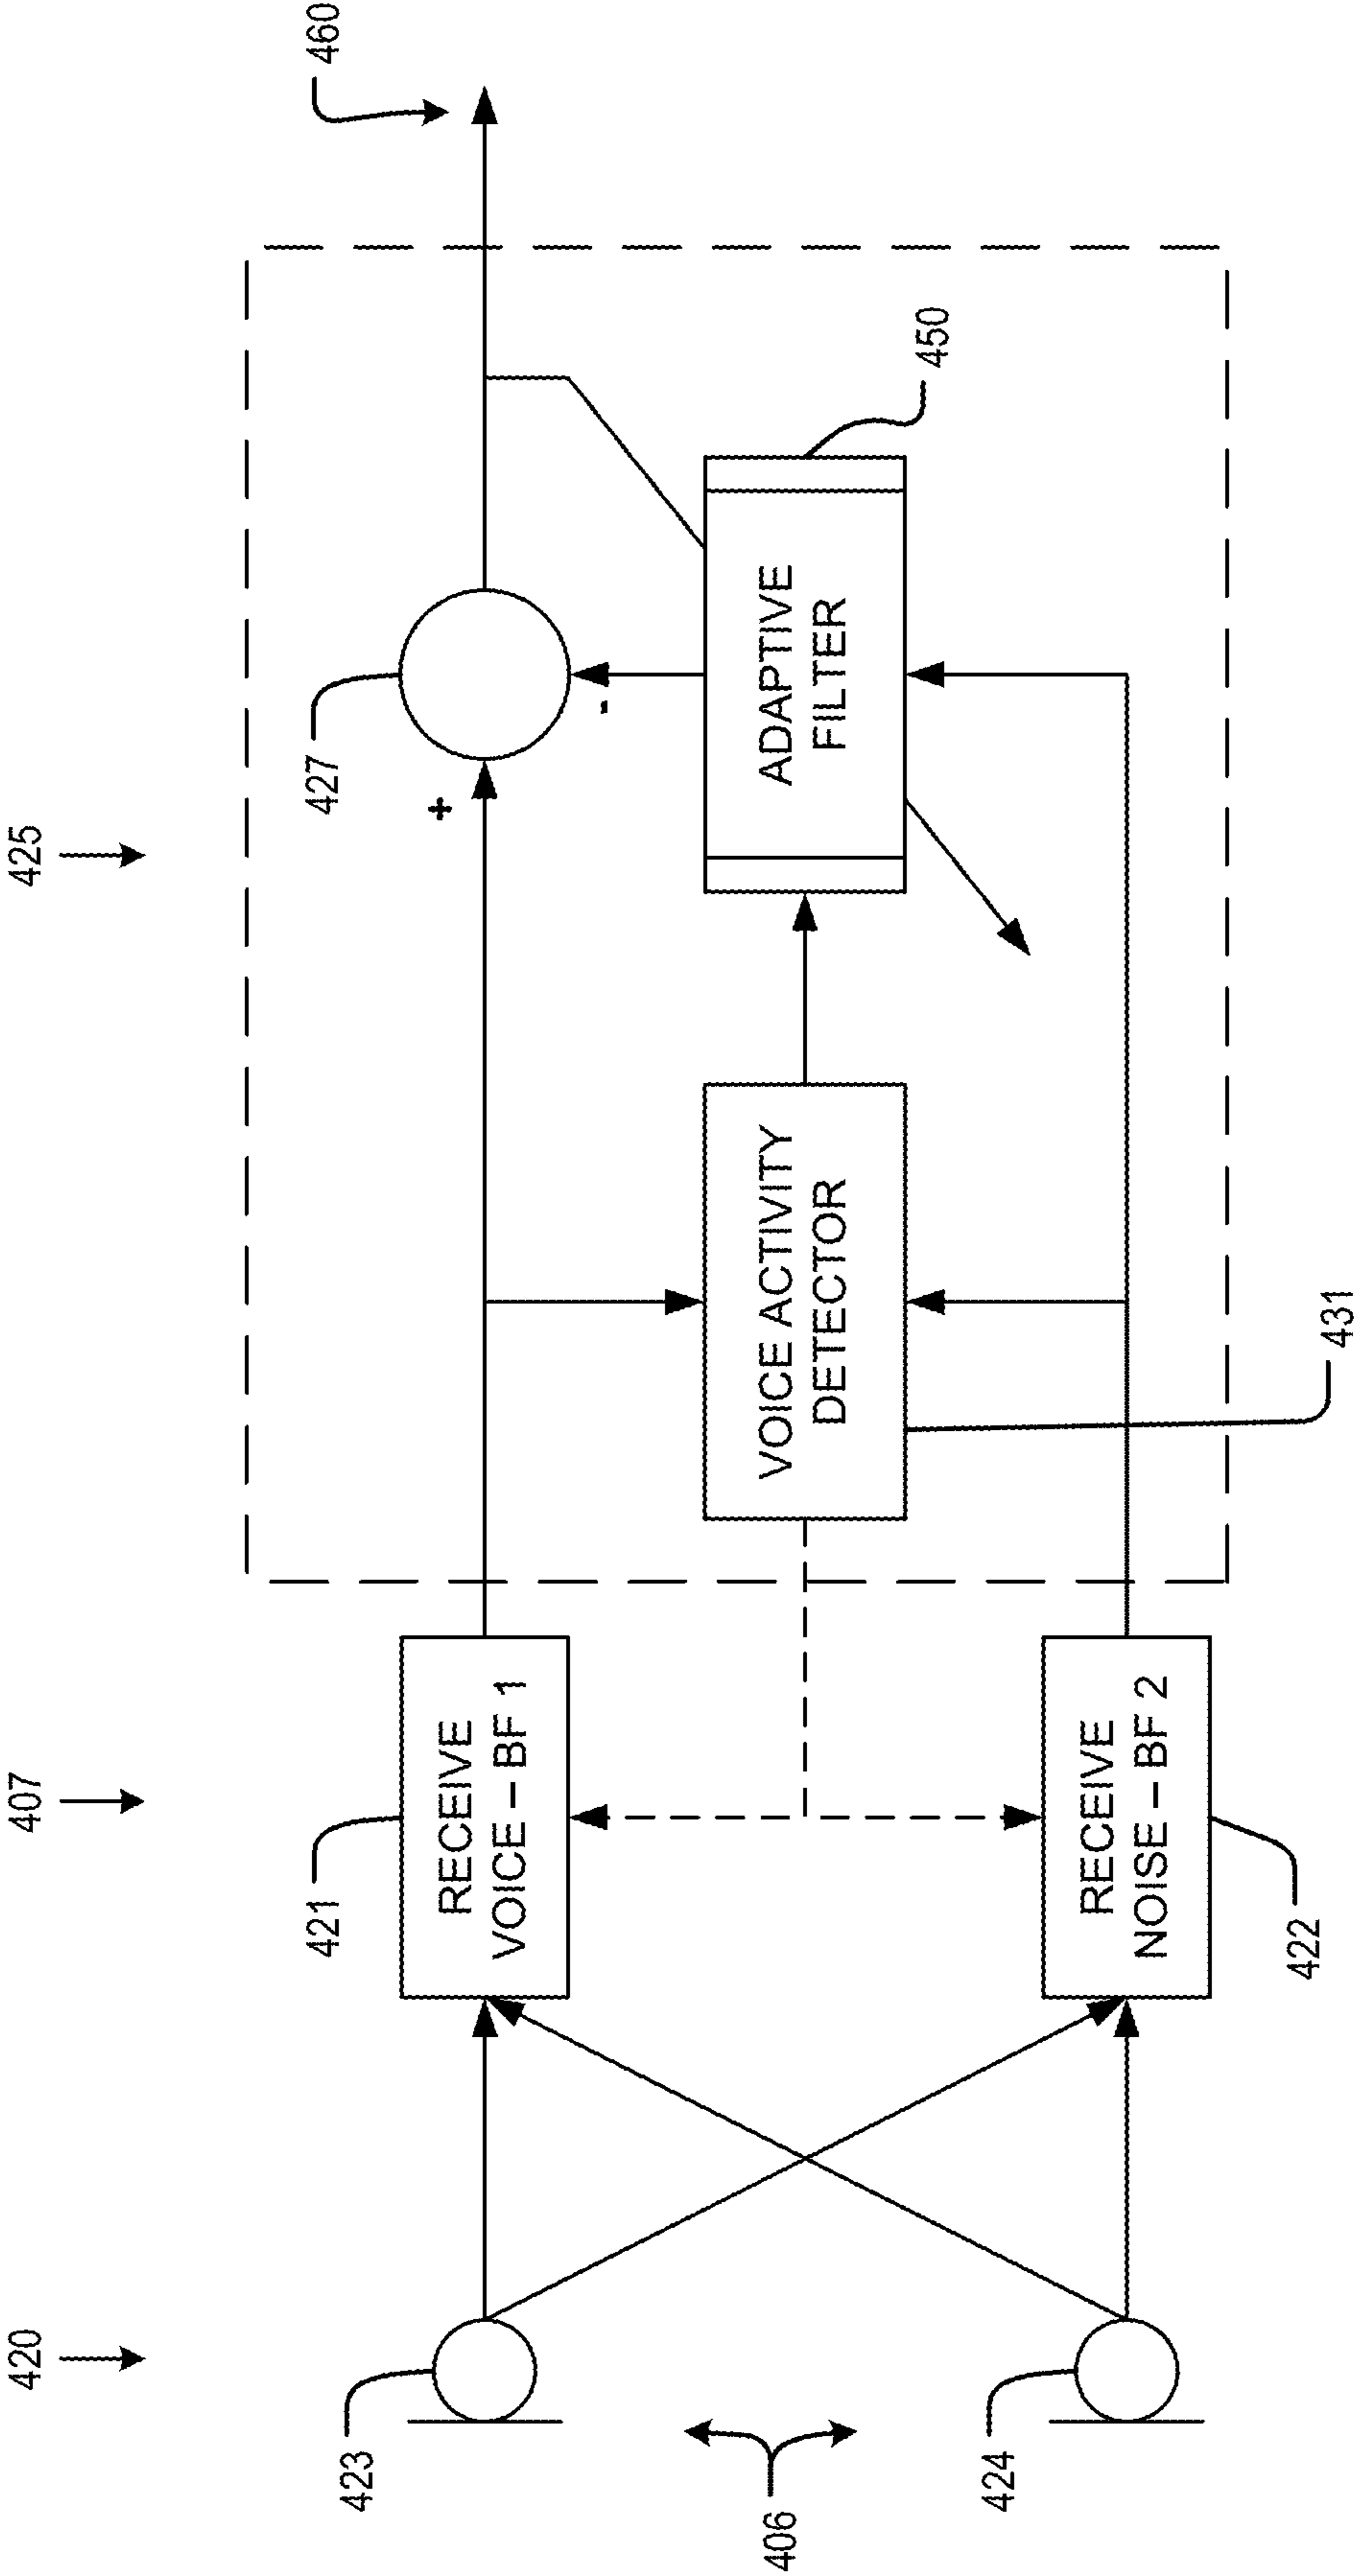 420
407
425
423
421
427
460
RECEIVE
VOICE – BF 1
+
-
406
VOICE ACTIVITY
DETECTOR
ADAPTIVE
FILTER
450
424
RECEIVE
NOISE – BF 2
422
431